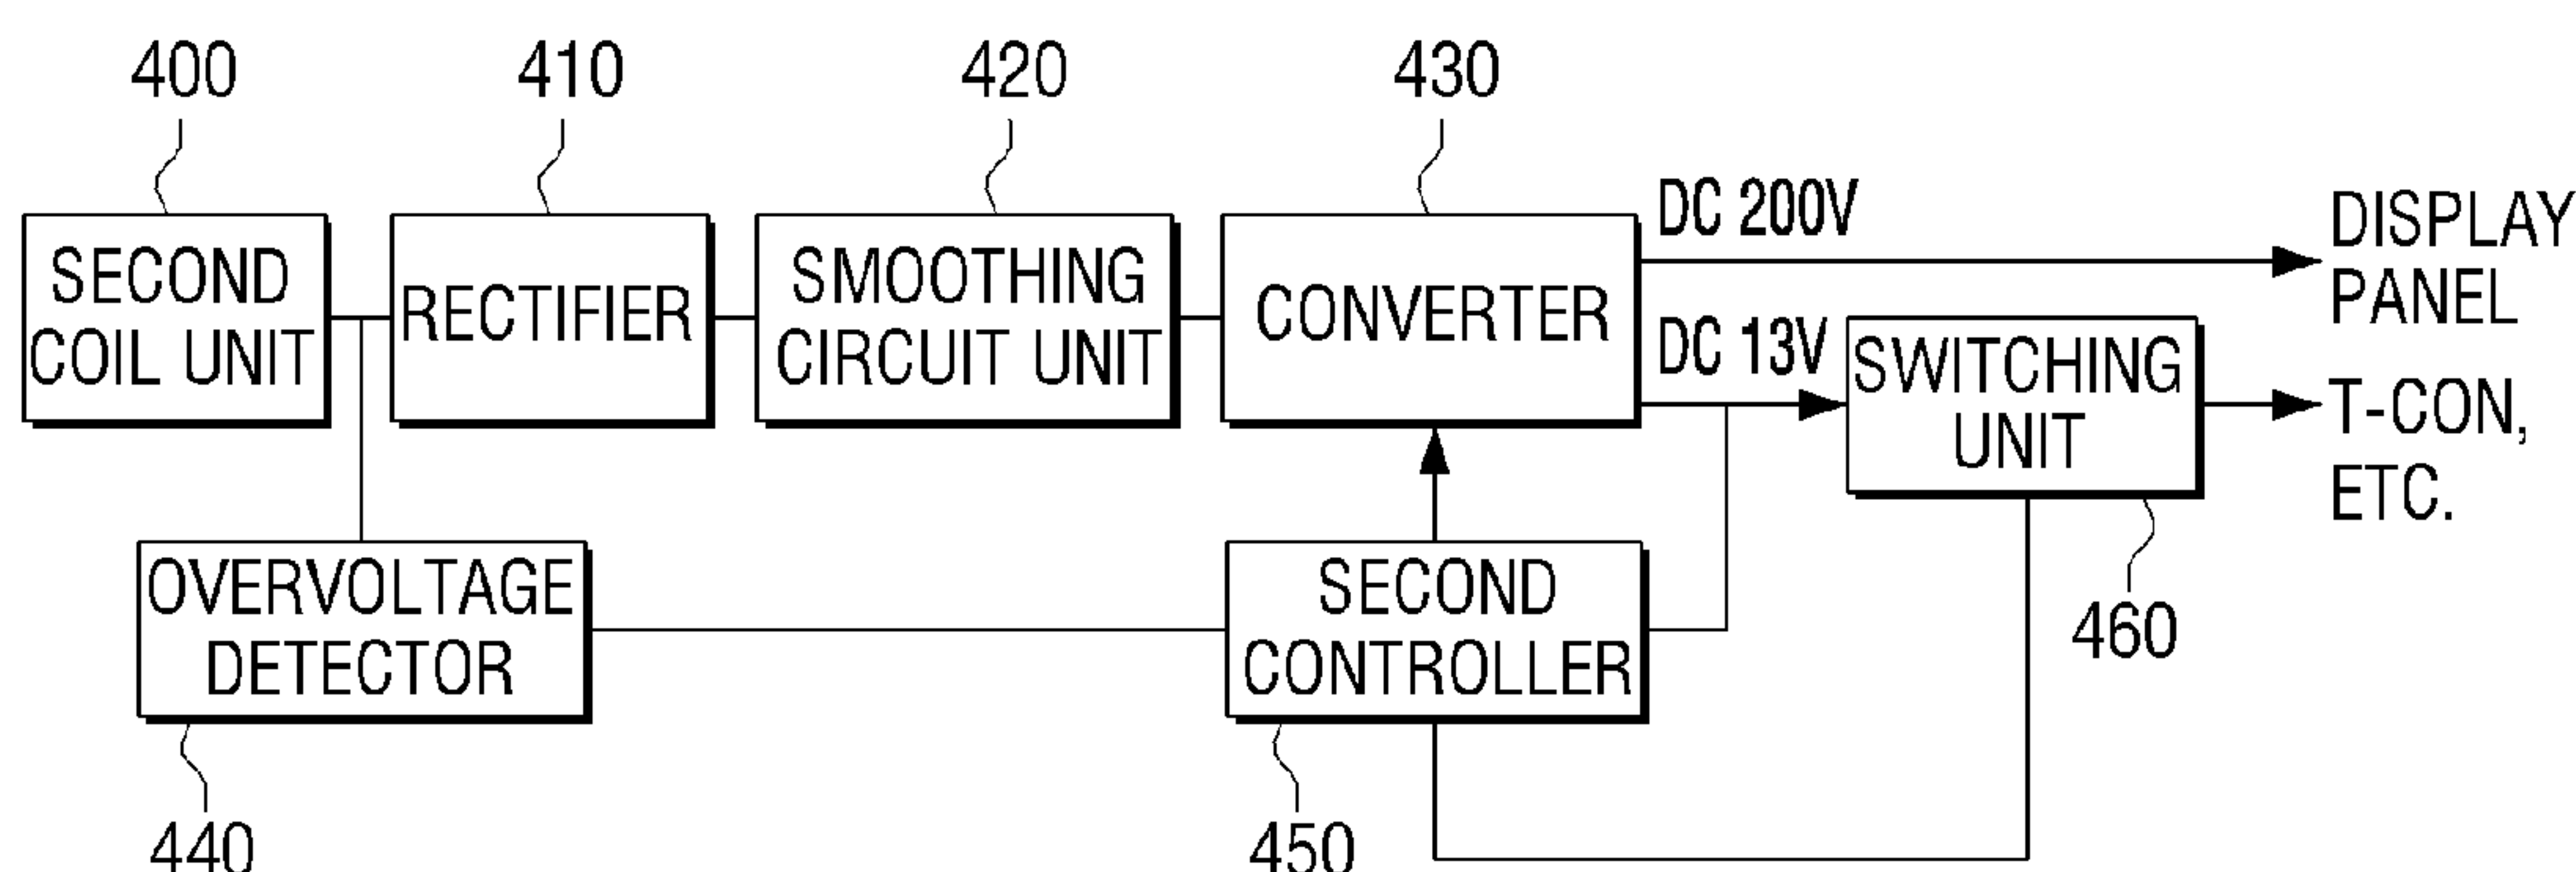 400
410
420
430
SECOND
COIL UNIT
RECTIFIER
SMOOTHING
CIRCUIT UNIT
CONVERTER
DC 200V
DISPLAY
PANEL
DC 13V
SWITCHING
UNIT
T-CON,
ETC.
OVERVOLTAGE
DETECTOR
SECOND
CONTROLLER
460
440
450